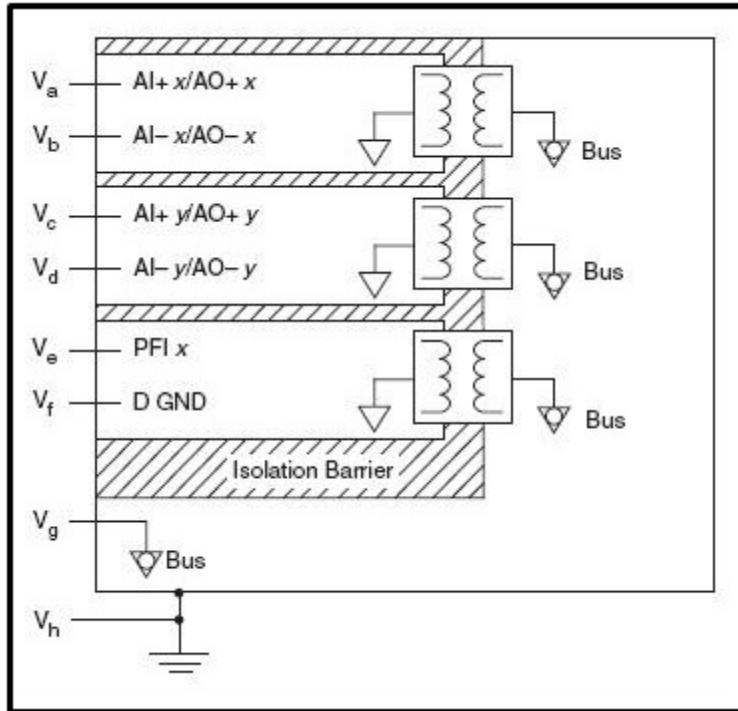 Va AI+ x/AO+ x
Vb AI– x/AO– x
Bus
Vc AI+ y/AO+ y
Vd AI– y/AO– y
Bus
Ve PFI x
Vf D GND
Bus
Isolation Barrier
Vg
Bus
Vh